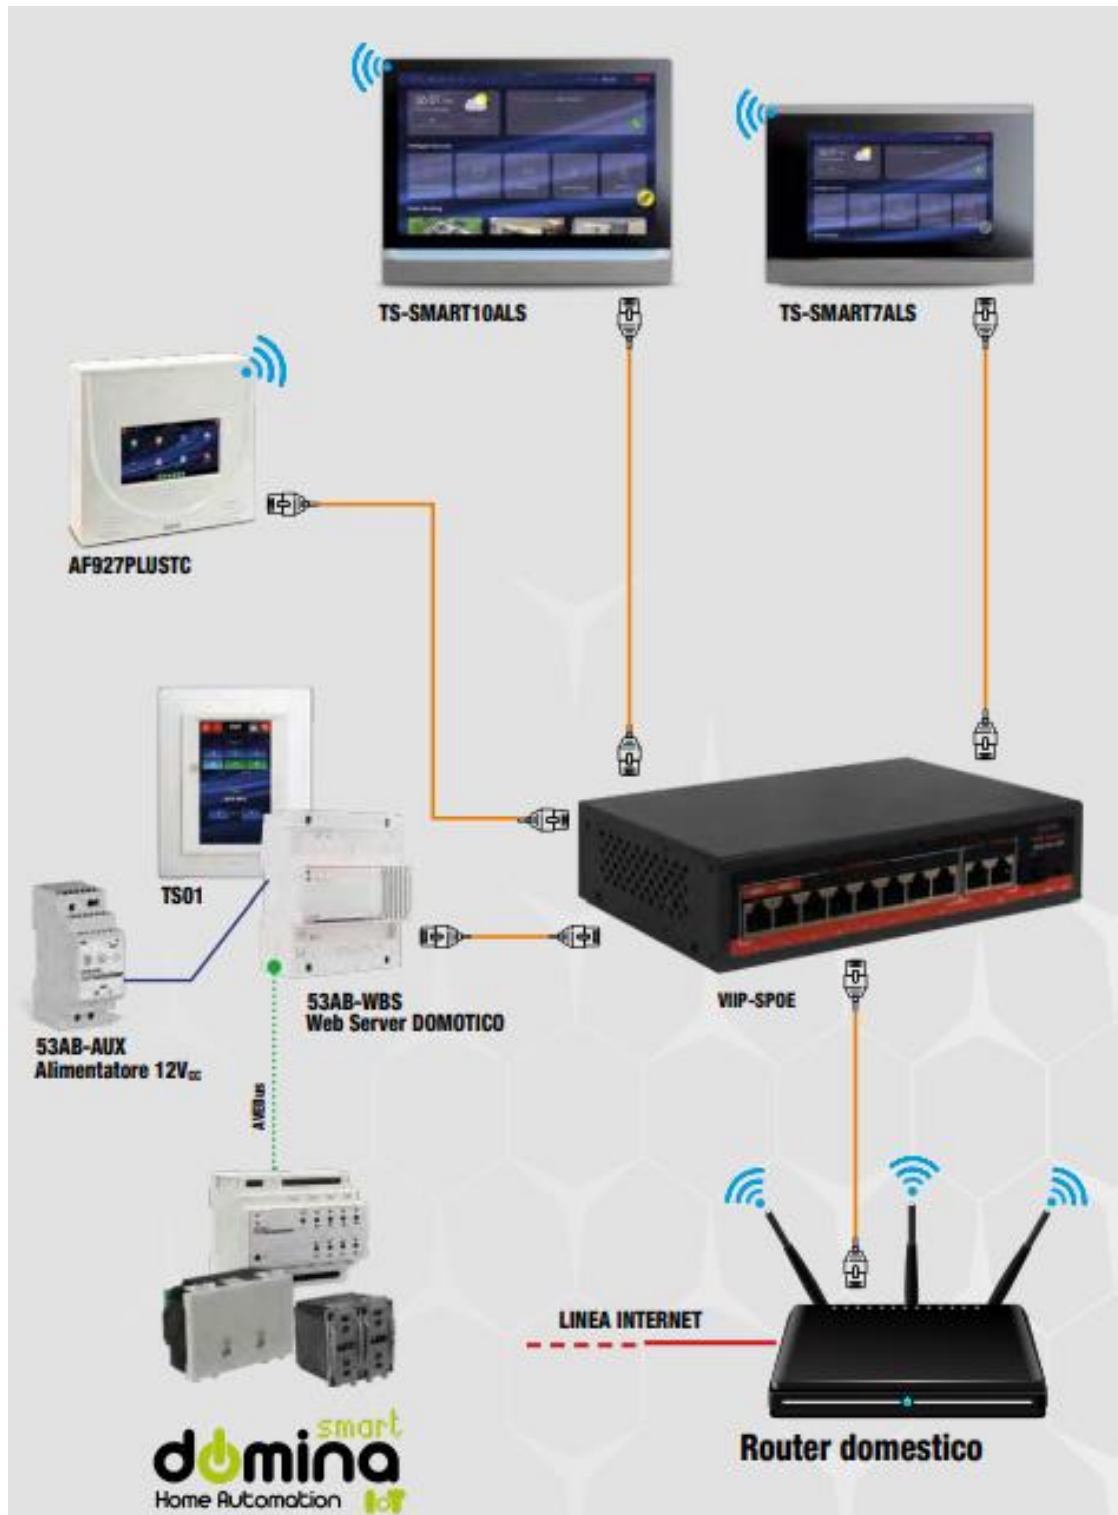 TS-SMART10ALS
TS-SMART7ALS
AF927PLUSTC
TS01
53AB-WBS
Web Server DOMOTICO
VIIP-SPOE
53AB-AUX
Alimentatore 12Vcc
AVEBus
LINEA INTERNET
Router domestico
smart
domina
Home Automation IoT